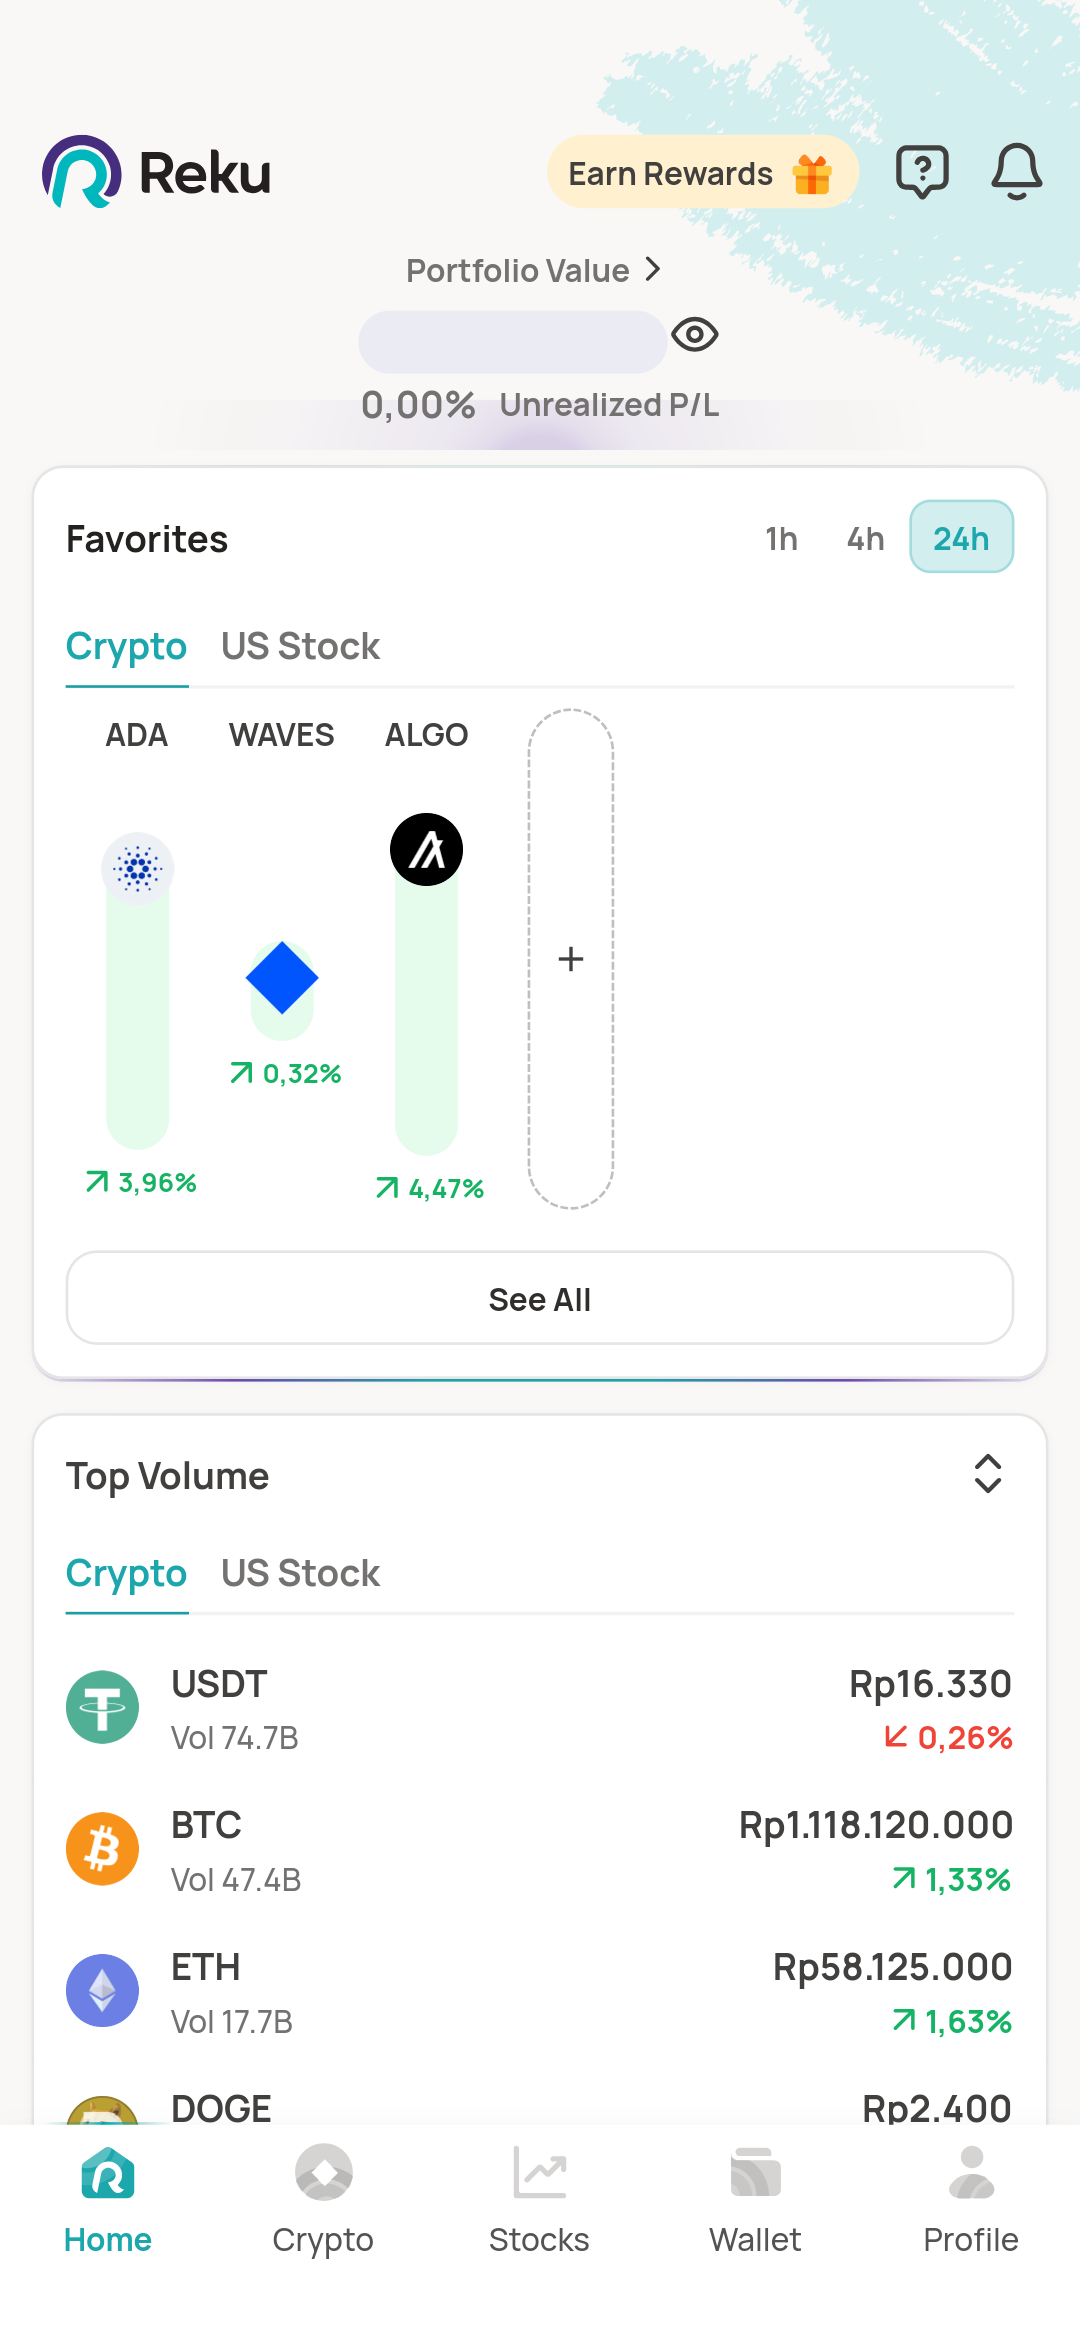 Reku
Earn Rewards
Portfolio Value
0,00% Unrealized P/L
Favorites
1h 4h 24h
Crypto US Stock
ADA WAVES ALGO
+
0,32%
3,96%
4,47%
See All
Top Volume
Crypto US Stock
USDT Rp16.330
Vol 74.7B 0,26%
BTC Rp1.118.120.000
Vol 47.4B 1,33%
ETH Rp58.125.000
Vol 17.7B 1,63%
DOGE Rp2.400
Home Crypto Stocks Wallet Profile